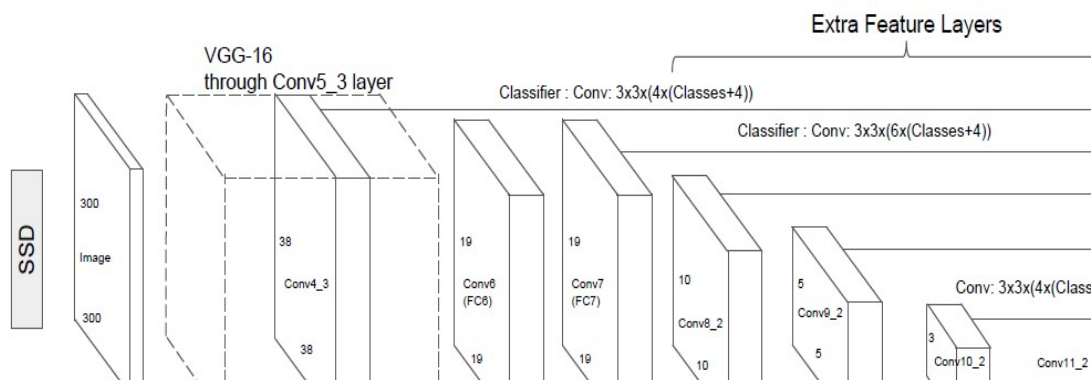 Extra Feature Layers
VGG-16
through Conv5_3 layer
Classifier : Conv: 3x3x(4x(Classes+4))
Classifier : Conv: 3x3x(6x(Classes+4))
SSD
300
Image
300
38
Conv4_3
38
19
Conv6
(FC6)
19
19
Conv7
(FC7)
19
10
Conv8_2
10
5
Conv9_2
5
Conv: 3x3x(4x(Class
3
Conv10_2
Conv11_2